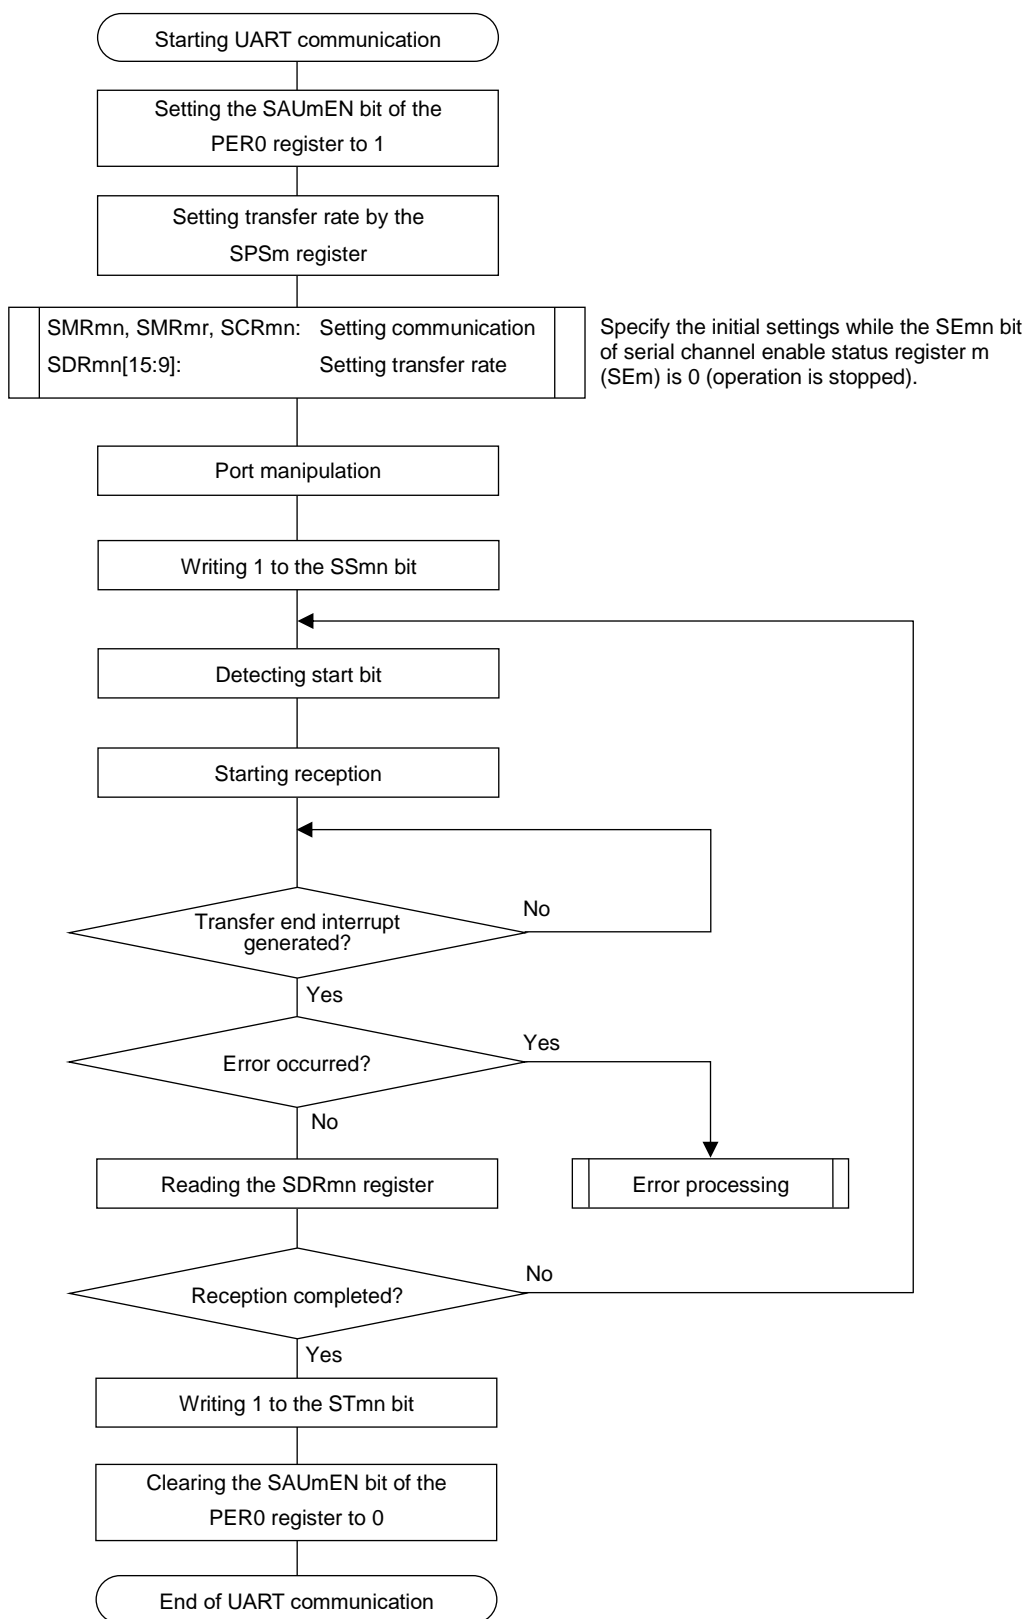 Starting UART communication
Setting the SAUmEN bit of the
PER0 register to 1
Setting transfer rate by the
SPSm register
SMRmn, SMRmr, SCRmn: Setting communication
SDRmn[15:9]: Setting transfer rate
Specify the initial settings while the SEmn bit
of serial channel enable status register m
(SEm) is 0 (operation is stopped).
Port manipulation
Writing 1 to the SSmn bit
Detecting start bit
Starting reception
Transfer end interrupt
generated?
No
Yes
Error occurred?
Yes
No
Reading the SDRmn register
Error processing
Reception completed?
No
Yes
Writing 1 to the STmn bit
Clearing the SAUmEN bit of the
PER0 register to 0
End of UART communication